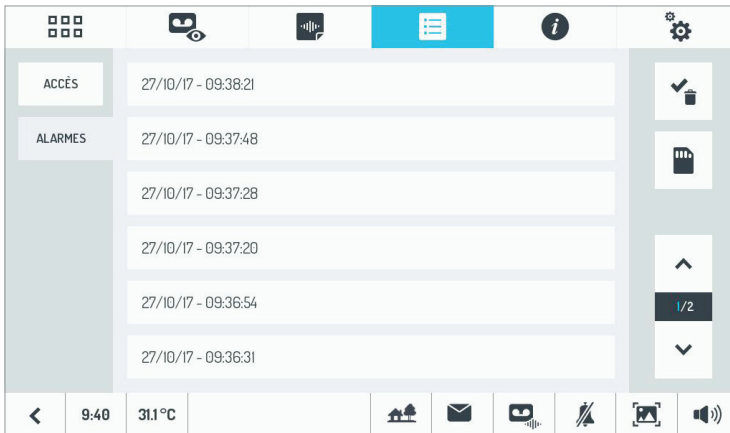 ACCÈS
27/10/17 - 09:38:21
ALARMES
27/10/17 - 09:37:48
27/10/17 - 09:37:28
27/10/17 - 09:37:20
27/10/17 - 09:36:54
1/2
27/10/17 - 09:36:31
9:40
31.1 °C